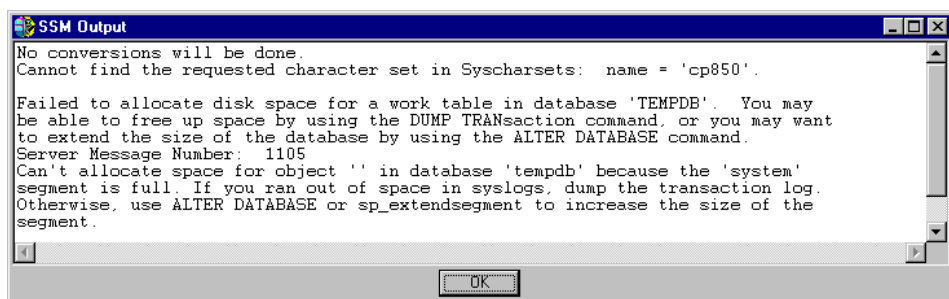 SSM Output
No conversions will be done.
Cannot find the requested character set in Syscharsets:  name = 'cp850'.
Failed to allocate disk space for a work table in database 'TEMPDB'.  You may
be able to free up space by using the DUMP TRANsaction command, or you may want
to extend the size of the database by using the ALTER DATABASE command.
Server Message Number:  1105
Can't allocate space for object '' in database 'tempdb' because the 'system'
segment is full. If you ran out of space in syslogs, dump the transaction log.
Otherwise, use ALTER DATABASE or sp_extendsegment to increase the size of the
segment.
OK